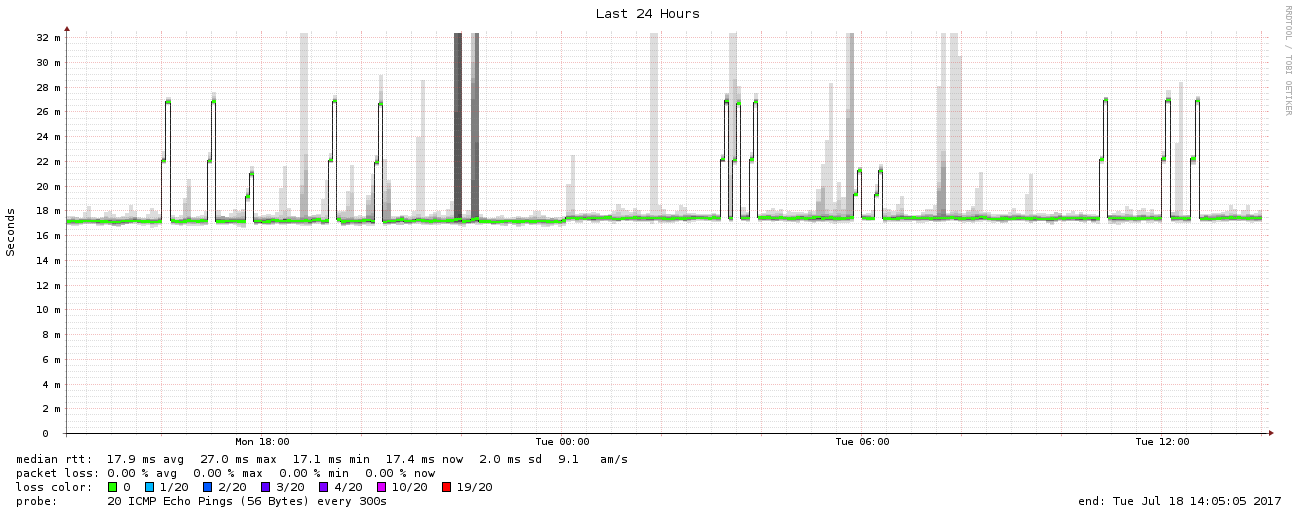 Last 24 Hours
RRDTOOL / TOBI OETIKER
Seconds
32 m
30 m
28 m
26 m
24 m
22 m
20 m
18 m
16 m
14 m
12 m
10 m
8 m
6 m
4 m
2 m
0
Mon 18:00 Tue 00:00 Tue 06:00 Tue 12:00
median rtt: 17.9 ms avg 27.0 ms max 17.1 ms min 17.4 ms now 2.0 ms sd 9.1 am/s
packet loss: 0.00 % avg 0.00 % max 0.00 % min 0.00 % now
loss color: 0 1/20 2/20 3/20 4/20 10/20 19/20
probe: 20 ICMP Echo Pings (56 Bytes) every 300s end: Tue Jul 18 14:05:05 2017